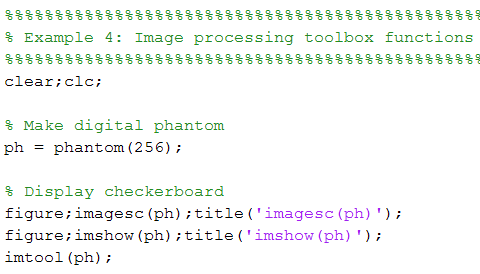 %%%%%%%%%%%%%%%%%%%%%%%%%%%%%%%%%%%%%%%%%%%%%%%%
% Example 4: Image processing toolbox functions
%%%%%%%%%%%%%%%%%%%%%%%%%%%%%%%%%%%%%%%%%%%%%%%%
clear;clc;
% Make digital phantom
ph = phantom(256);
% Display checkerboard
figure;imagesc(ph);title('imagesc(ph)');
figure;imshow(ph);title('imshow(ph)');
imtool(ph);